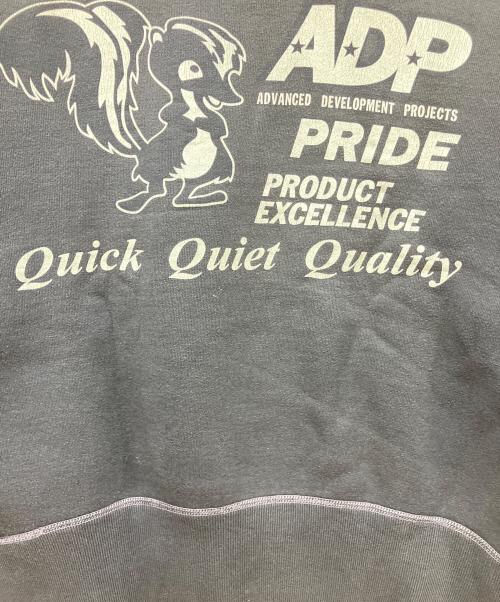 ADP
ADVANCED DEVELOPMENT PROJECTS
PRIDE
PRODUCT
EXCELLENCE
Quick Quiet Quality